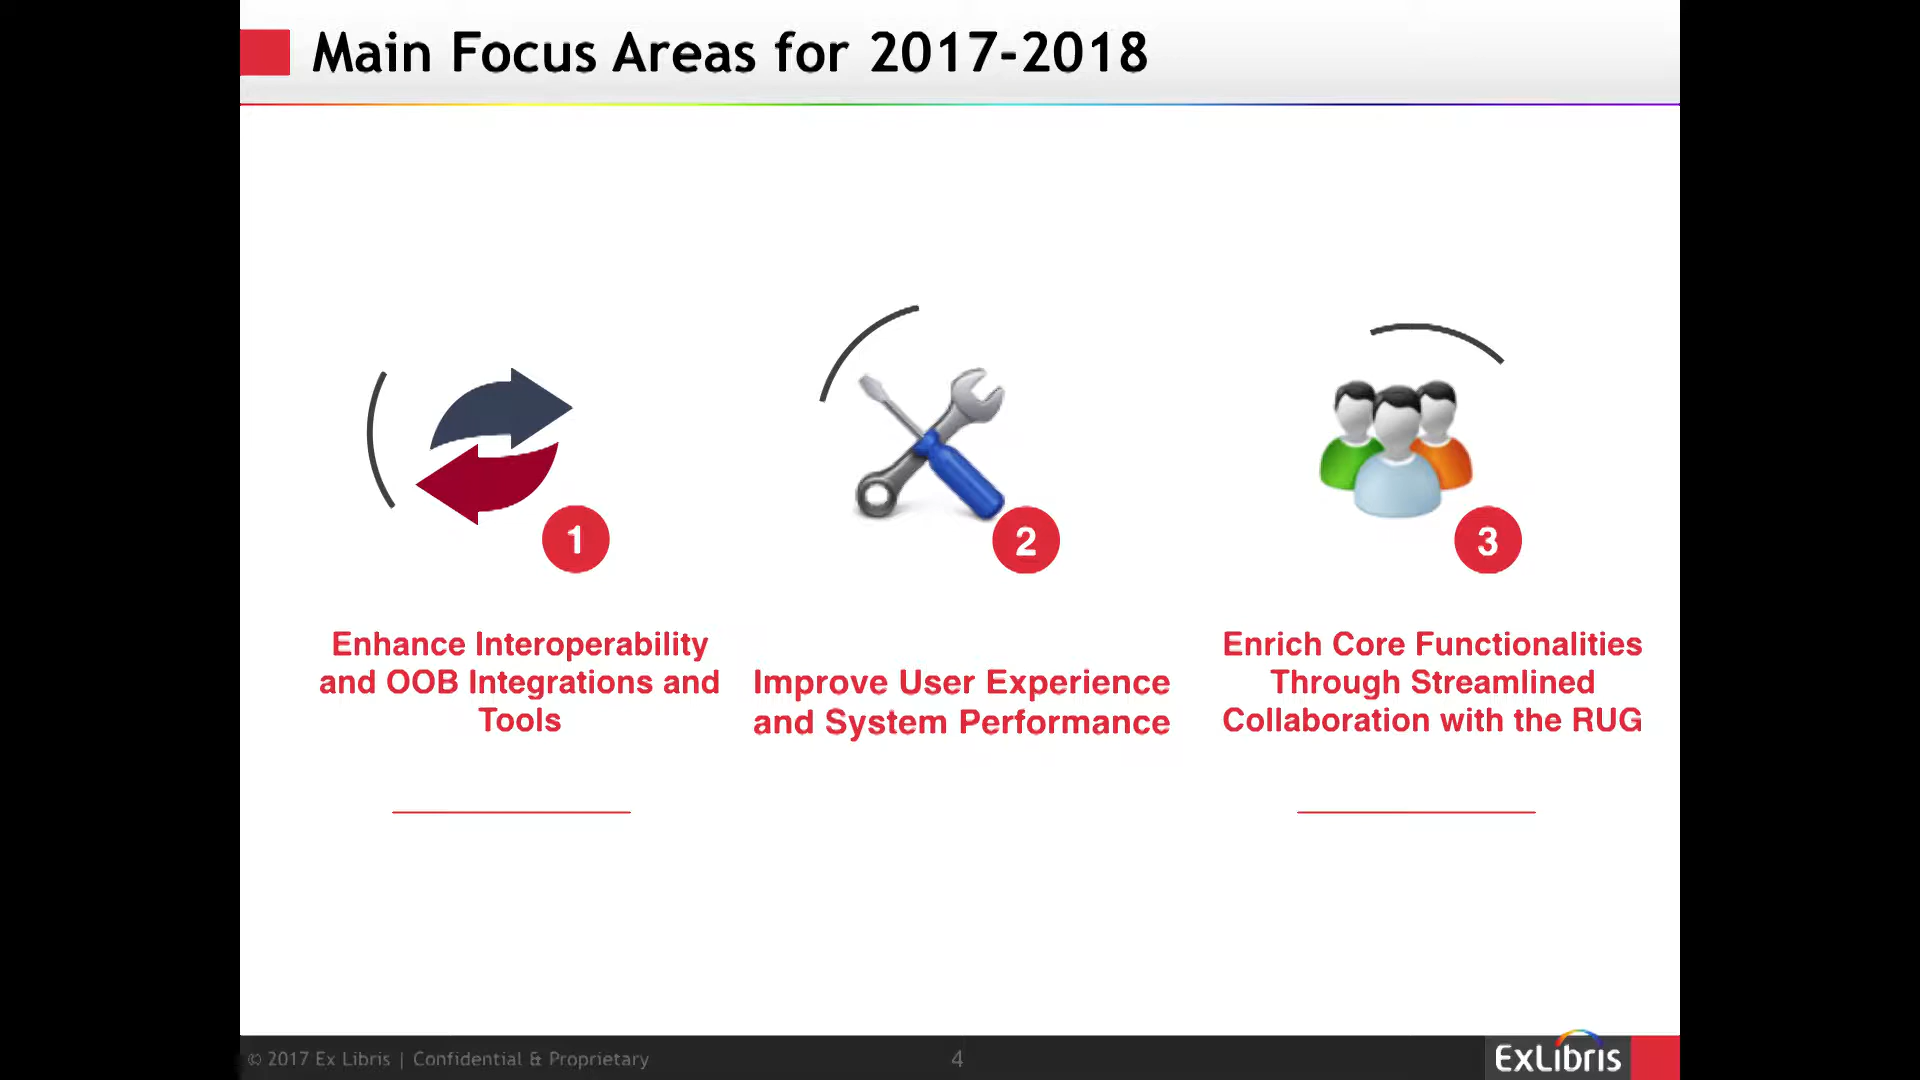 Main Focus Areas for 2017-2018
1
2
3
Enhance Interoperability
and OOB Integrations and
Tools
Improve User Experience
and System Performance
Enrich Core Functionalities
Through Streamlined
Collaboration with the RUG
© 2017 Ex Libris | Confidential & Proprietary
4
ExLibris